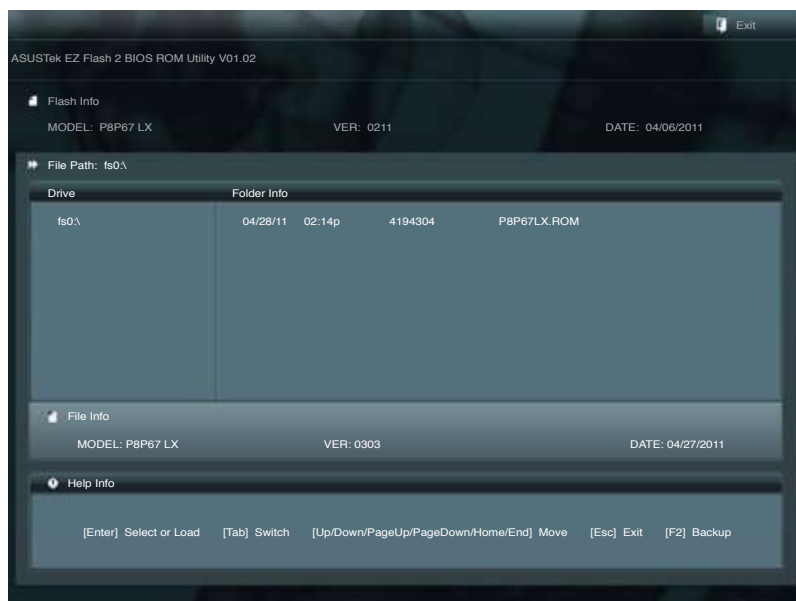 Exit
ASUSTek EZ Flash 2 BIOS ROM Utility V01.02
Flash Info
MODEL: P8P67 LX VER: 0211 DATE: 04/06/2011
File Path: fs0:\
Drive Folder Info
fs0:\ 04/28/11 02:14p 4194304 P8P67LX.ROM
File Info
MODEL: P8P67 LX VER: 0303 DATE: 04/27/2011
Help Info
[Enter] Select or Load [Tab] Switch [Up/Down/PageUp/PageDown/Home/End] Move [Esc] Exit [F2] Backup